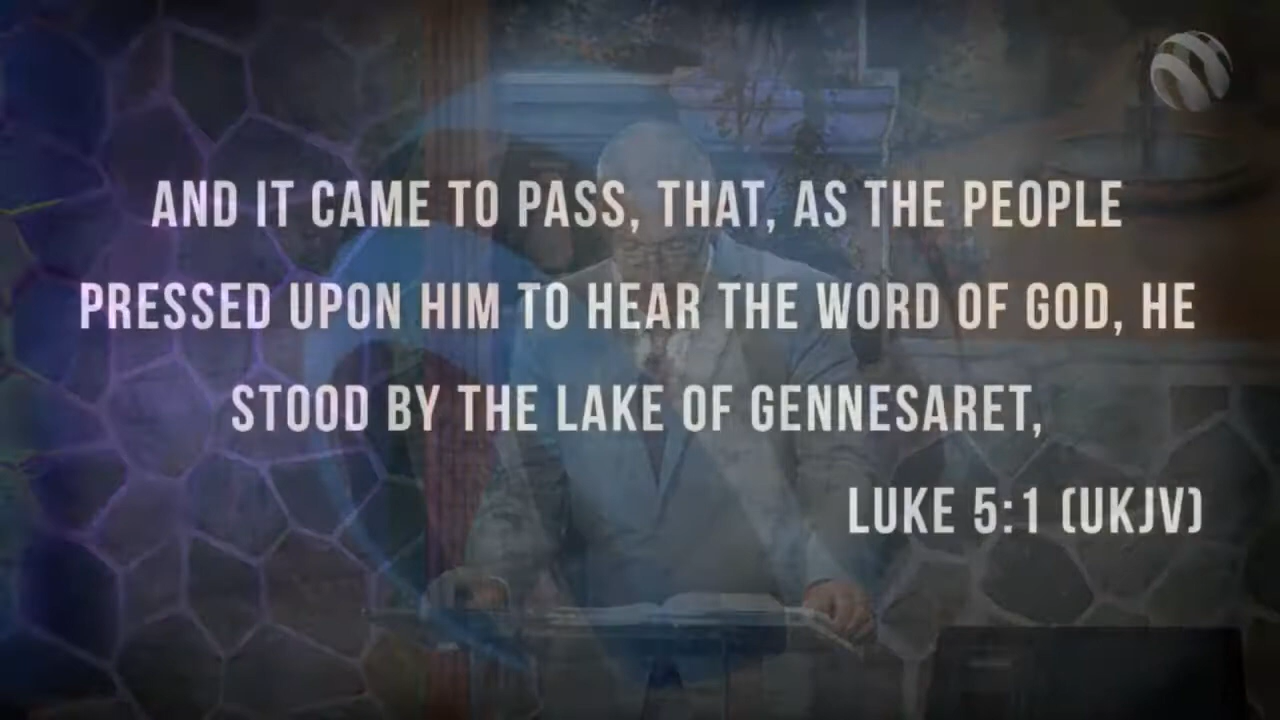 AND IT CAME TO PASS, THAT, AS THE PEOPLE
PRESSED UPON HIM TO HEAR THE WORD OF GOD, HE
STOOD BY THE LAKE OF GENNESARET,
LUKE 5:1 (UKJV)